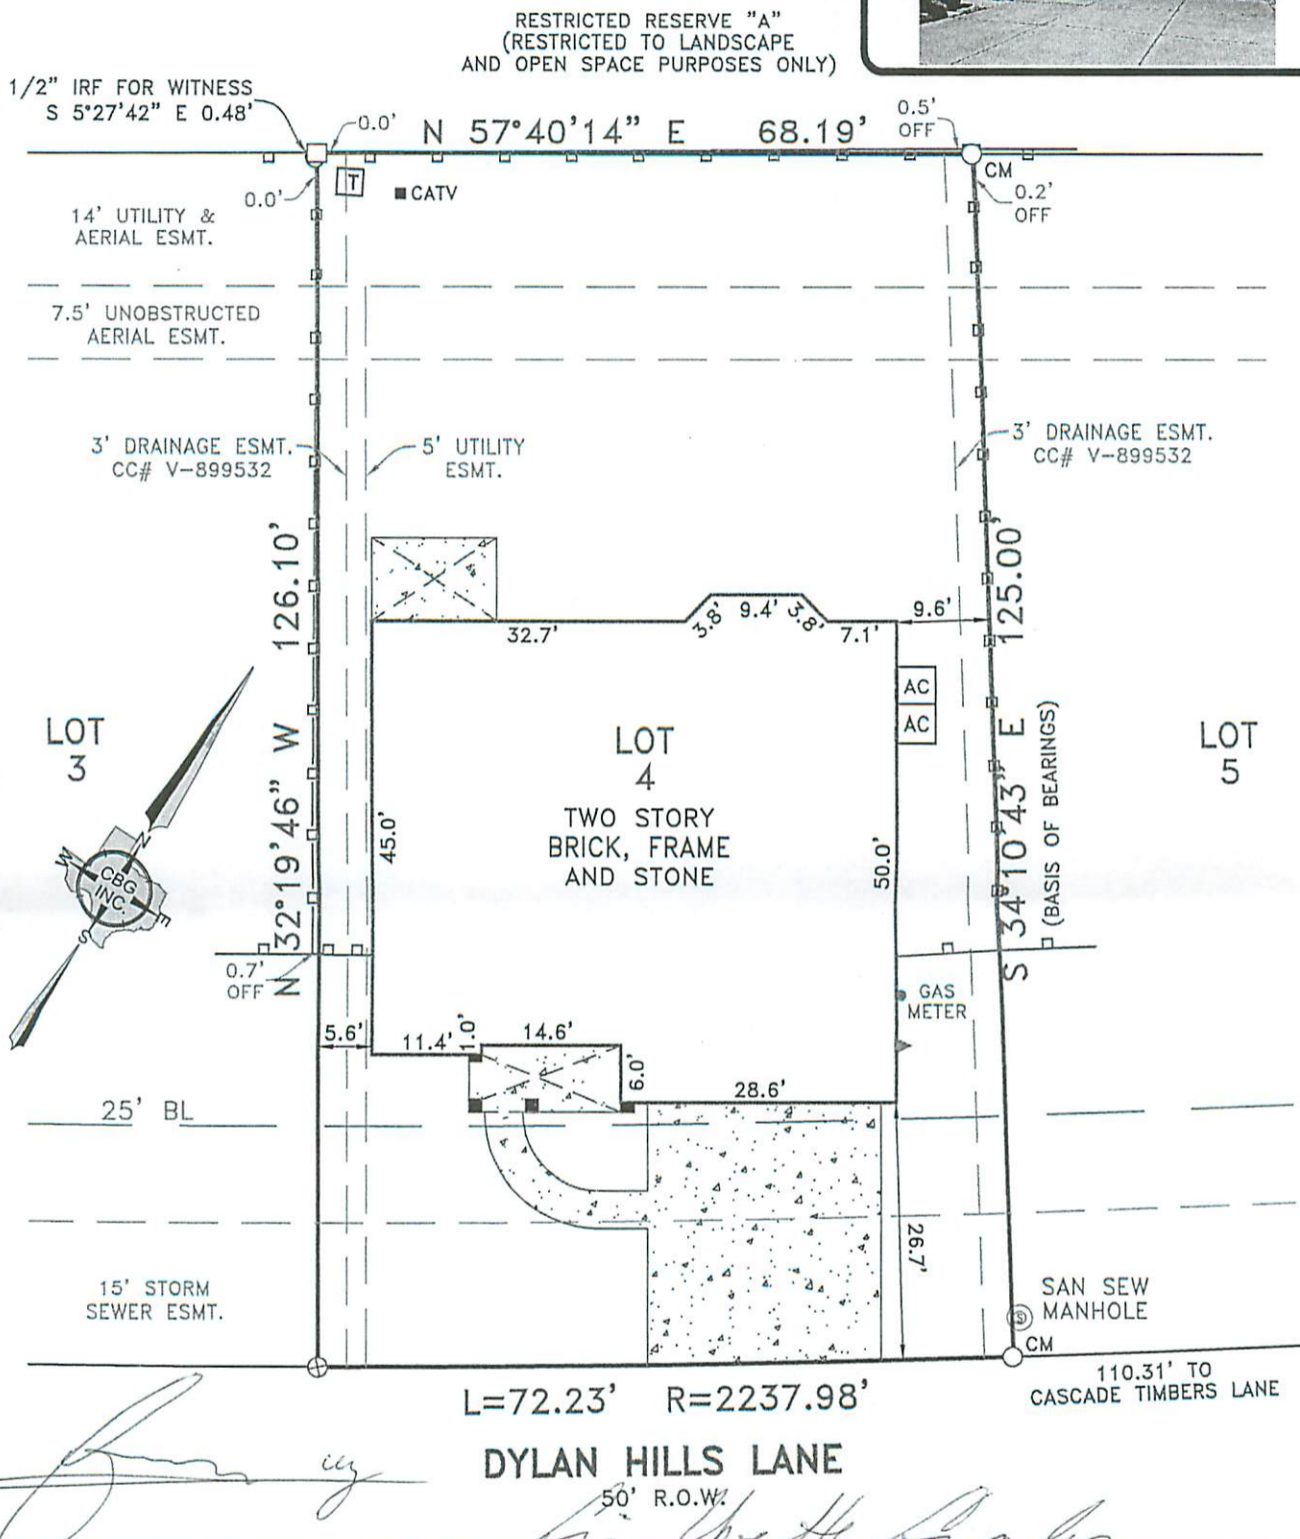 RESTRICTED RESERVE "A"
(RESTRICTED TO LANDSCAPE
AND OPEN SPACE PURPOSES ONLY)
1/2" IRF FOR WITNESS
S 5°27'42" E 0.48'
0.0'
N 57°40'14" E 68.19'
0.5'
OFF
CM
0.2'
OFF
0.0'
T
CATV
14' UTILITY &
AERIAL ESMT.
7.5' UNOBSTRUCTED
AERIAL ESMT.
3' DRAINAGE ESMT.
CC# V-899532
5' UTILITY
ESMT.
3' DRAINAGE ESMT.
CC# V-899532
N 32°19'46" W 126.10'
S 34°10'43" E 125.00'
(BASIS OF BEARINGS)
32.7'
3.8'
9.4'
3.8'
7.1'
9.6'
AC
AC
LOT
3
LOT
4
TWO STORY
BRICK, FRAME
AND STONE
LOT
5
45.0'
50.0'
N
W
E
S
CBG
INC.
0.7'
OFF
GAS
METER
5.6'
11.4'
1.0'
14.6'
6.0'
28.6'
25' BL
26.7'
15' STORM
SEWER ESMT.
SAN SEW
MANHOLE
S
CM
110.31' TO
CASCADE TIMBERS LANE
L=72.23' R=2237.98'
DYLAN HILLS LANE
50' R.O.W.